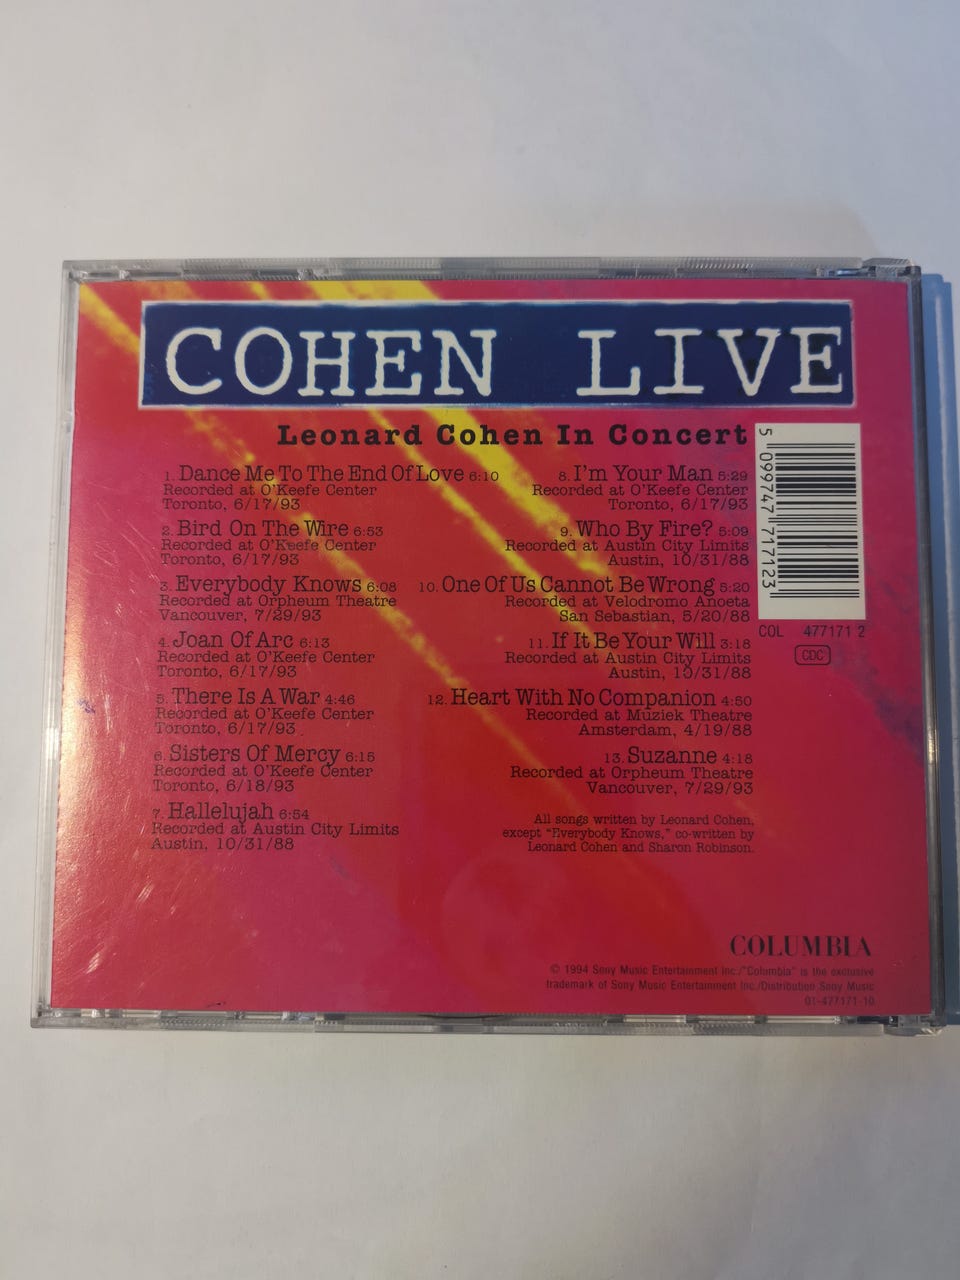 COHEN LIVE
Leonard Cohen In Concert
1. Dance Me To The End Of Love 6:10
Recorded at O'Keefe Center
Toronto, 6/17/93
2. Bird On The Wire 6:53
Recorded at O'Keefe Center
Toronto, 6/17/93
3. Everybody Knows 6:08
Recorded at Orpheum Theatre
Vancouver, 7/29/93
4. Joan Of Arc 6:13
Recorded at O'Keefe Center
Toronto, 6/17/93
5. There Is A War 4:46
Recorded at O'Keefe Center
Toronto, 6/17/93
6. Sisters Of Mercy 6:15
Recorded at O'Keefe Center
Toronto, 6/18/93
7. Hallelujah 6:54
Recorded at Austin City Limits
Austin, 10/31/88
8. I'm Your Man 5:29
Recorded at O'Keefe Center
Toronto, 6/17/93
9. Who By Fire? 5:09
Recorded at Austin City Limits
Austin, 10/31/88
10. One Of Us Cannot Be Wrong 5:20
Recorded at Velodromo Anoeta
San Sebastian, 5/20/88
11. If It Be Your Will 3:18
Recorded at Austin City Limits
Austin, 10/31/88
12. Heart With No Companion 4:50
Recorded at Muziek Theatre
Amsterdam, 4/19/88
13. Suzanne 4:18
Recorded at Orpheum Theatre
Vancouver, 7/29/93
All songs written by Leonard Cohen,
except "Everybody Knows," co-written by
Leonard Cohen and Sharon Robinson.
5 099747 717123
COL 477171 2
CDC
COLUMBIA
© 1994 Sony Music Entertainment Inc./"Columbia" is the exclusive
trademark of Sony Music Entertainment Inc./Distribution Sony Music
01-477171-10